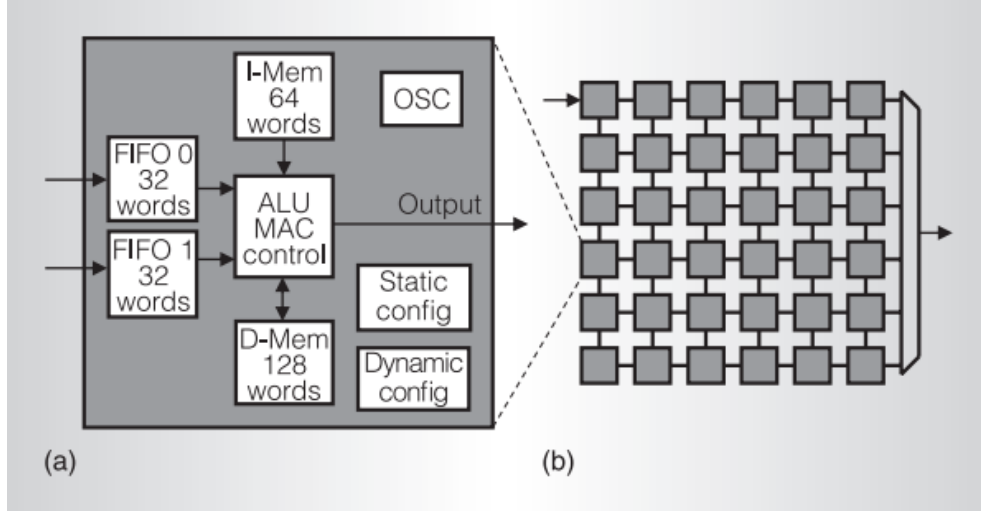 I-Mem
64
words
OSC
FIFO 0
32
words
ALU
MAC
control
Output
FIFO 1
32
words
Static
config
D-Mem
128
words
Dynamic
config
(a)
(b)